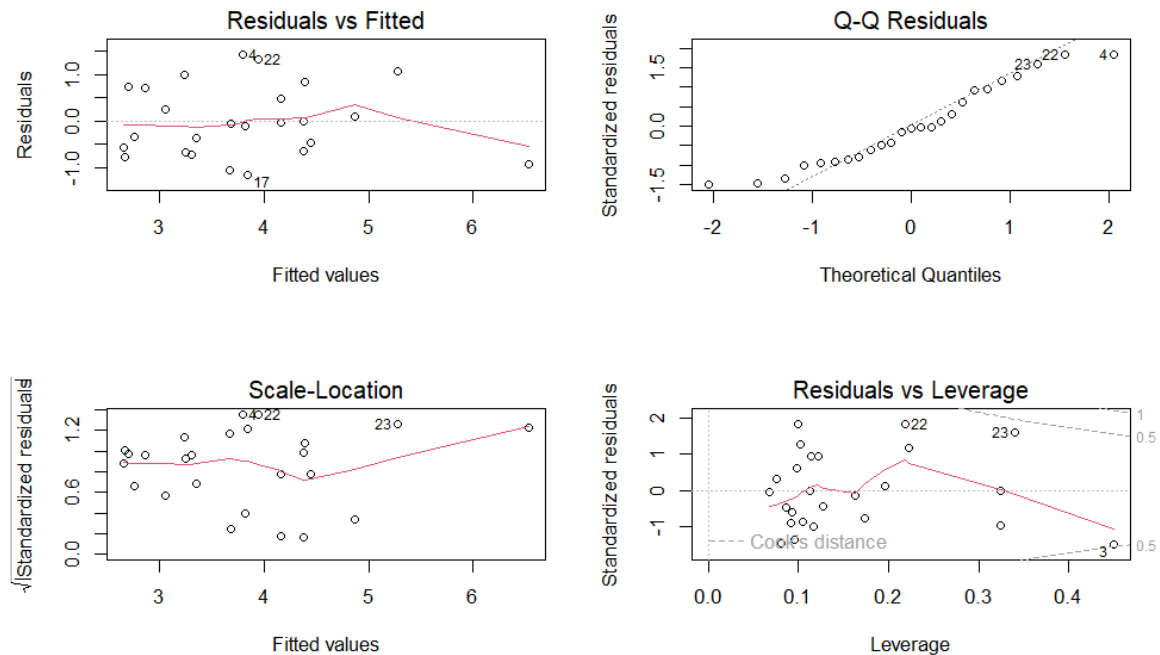 Residuals vs Fitted
Residuals
1.0
0.0
-1.0
4
22
17
3 4 5 6
Fitted values
Q-Q Residuals
Standardized residuals
1.5
0.0
-1.5
23
22
4
-2 -1 0 1 2
Theoretical Quantiles
Scale-Location
√|Standardized residuals
1.2
0.6
0.0
4
22
23
3 4 5 6
Fitted values
Residuals vs Leverage
Standardized residuals
2
1
0
-1
22
23
3
1
0.5
0.5
Cook's distance
0.0 0.1 0.2 0.3 0.4
Leverage